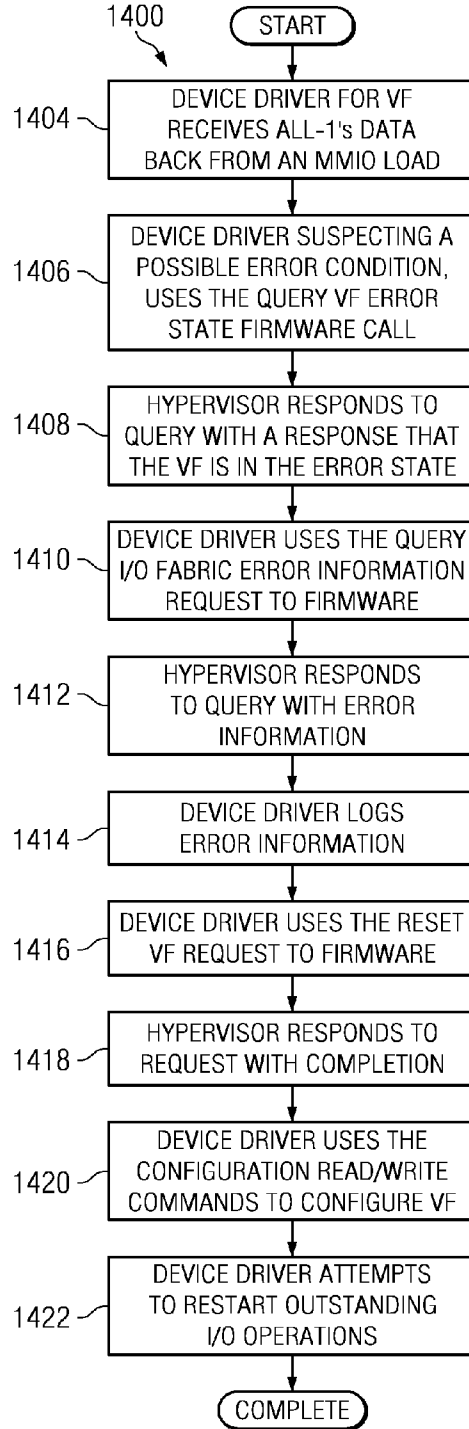 1400
START
1404
DEVICE DRIVER FOR VF
RECEIVES ALL-1's DATA
BACK FROM AN MMIO LOAD
1406
DEVICE DRIVER SUSPECTING A
POSSIBLE ERROR CONDITION,
USES THE QUERY VF ERROR
STATE FIRMWARE CALL
1408
HYPERVISOR RESPONDS TO
QUERY WITH A RESPONSE THAT
THE VF IS IN THE ERROR STATE
1410
DEVICE DRIVER USES THE QUERY
I/O FABRIC ERROR INFORMATION
REQUEST TO FIRMWARE
1412
HYPERVISOR RESPONDS
TO QUERY WITH ERROR
INFORMATION
1414
DEVICE DRIVER LOGS
ERROR INFORMATION
1416
DEVICE DRIVER USES THE RESET
VF REQUEST TO FIRMWARE
1418
HYPERVISOR RESPONDS TO
REQUEST WITH COMPLETION
1420
DEVICE DRIVER USES THE
CONFIGURATION READ/WRITE
COMMANDS TO CONFIGURE VF
1422
DEVICE DRIVER ATTEMPTS
TO RESTART OUTSTANDING
I/O OPERATIONS
COMPLETE